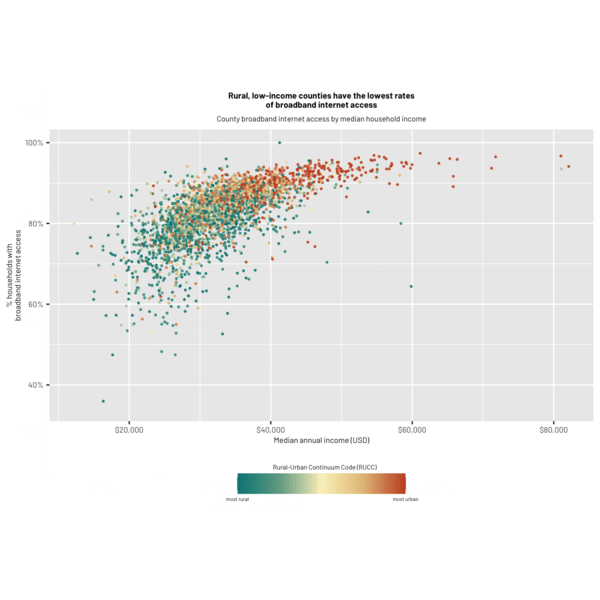 Rural, low-income counties have the lowest rates
of broadband internet access
County broadband internet access by median household income
100%
80%
60%
40%
% households with
broadband internet access
$20,000
$40,000
$60,000
$80,000
Median annual income (USD)
Rural-Urban Continuum Code (RUCC)
most rural
most urban